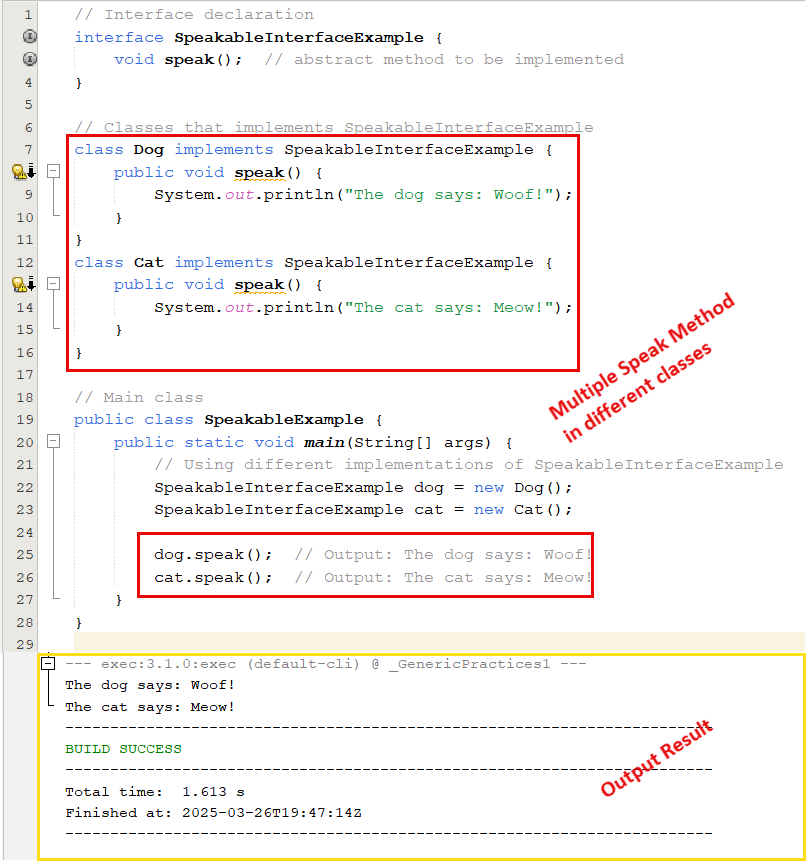 1 // Interface declaration
interface SpeakableInterfaceExample {
void speak();  // abstract method to be implemented
4 }
5
6 // Classes that implements SpeakableInterfaceExample
7 class Dog implements SpeakableInterfaceExample {
public void speak() {
9 System.out.println("The dog says: Woof!");
10 }
11 }
12 class Cat implements SpeakableInterfaceExample {
public void speak() {
14 System.out.println("The cat says: Meow!");
15 }
16 }
17
18 // Main class
19 public class SpeakableExample {
20 public static void main(String[] args) {
21 // Using different implementations of SpeakableInterfaceExample
22 SpeakableInterfaceExample dog = new Dog();
23 SpeakableInterfaceExample cat = new Cat();
24
25 dog.speak();  // Output: The dog says: Woof!
26 cat.speak();  // Output: The cat says: Meow!
27 }
28 }
29
Multiple Speak Method
in different classes
--- exec:3.1.0:exec (default-cli) @ _GenericPractices1 ---
The dog says: Woof!
The cat says: Meow!
------------------------------------------------------------------------
BUILD SUCCESS
------------------------------------------------------------------------
Total time:  1.613 s
Finished at: 2025-03-26T19:47:14Z
------------------------------------------------------------------------
Output Result